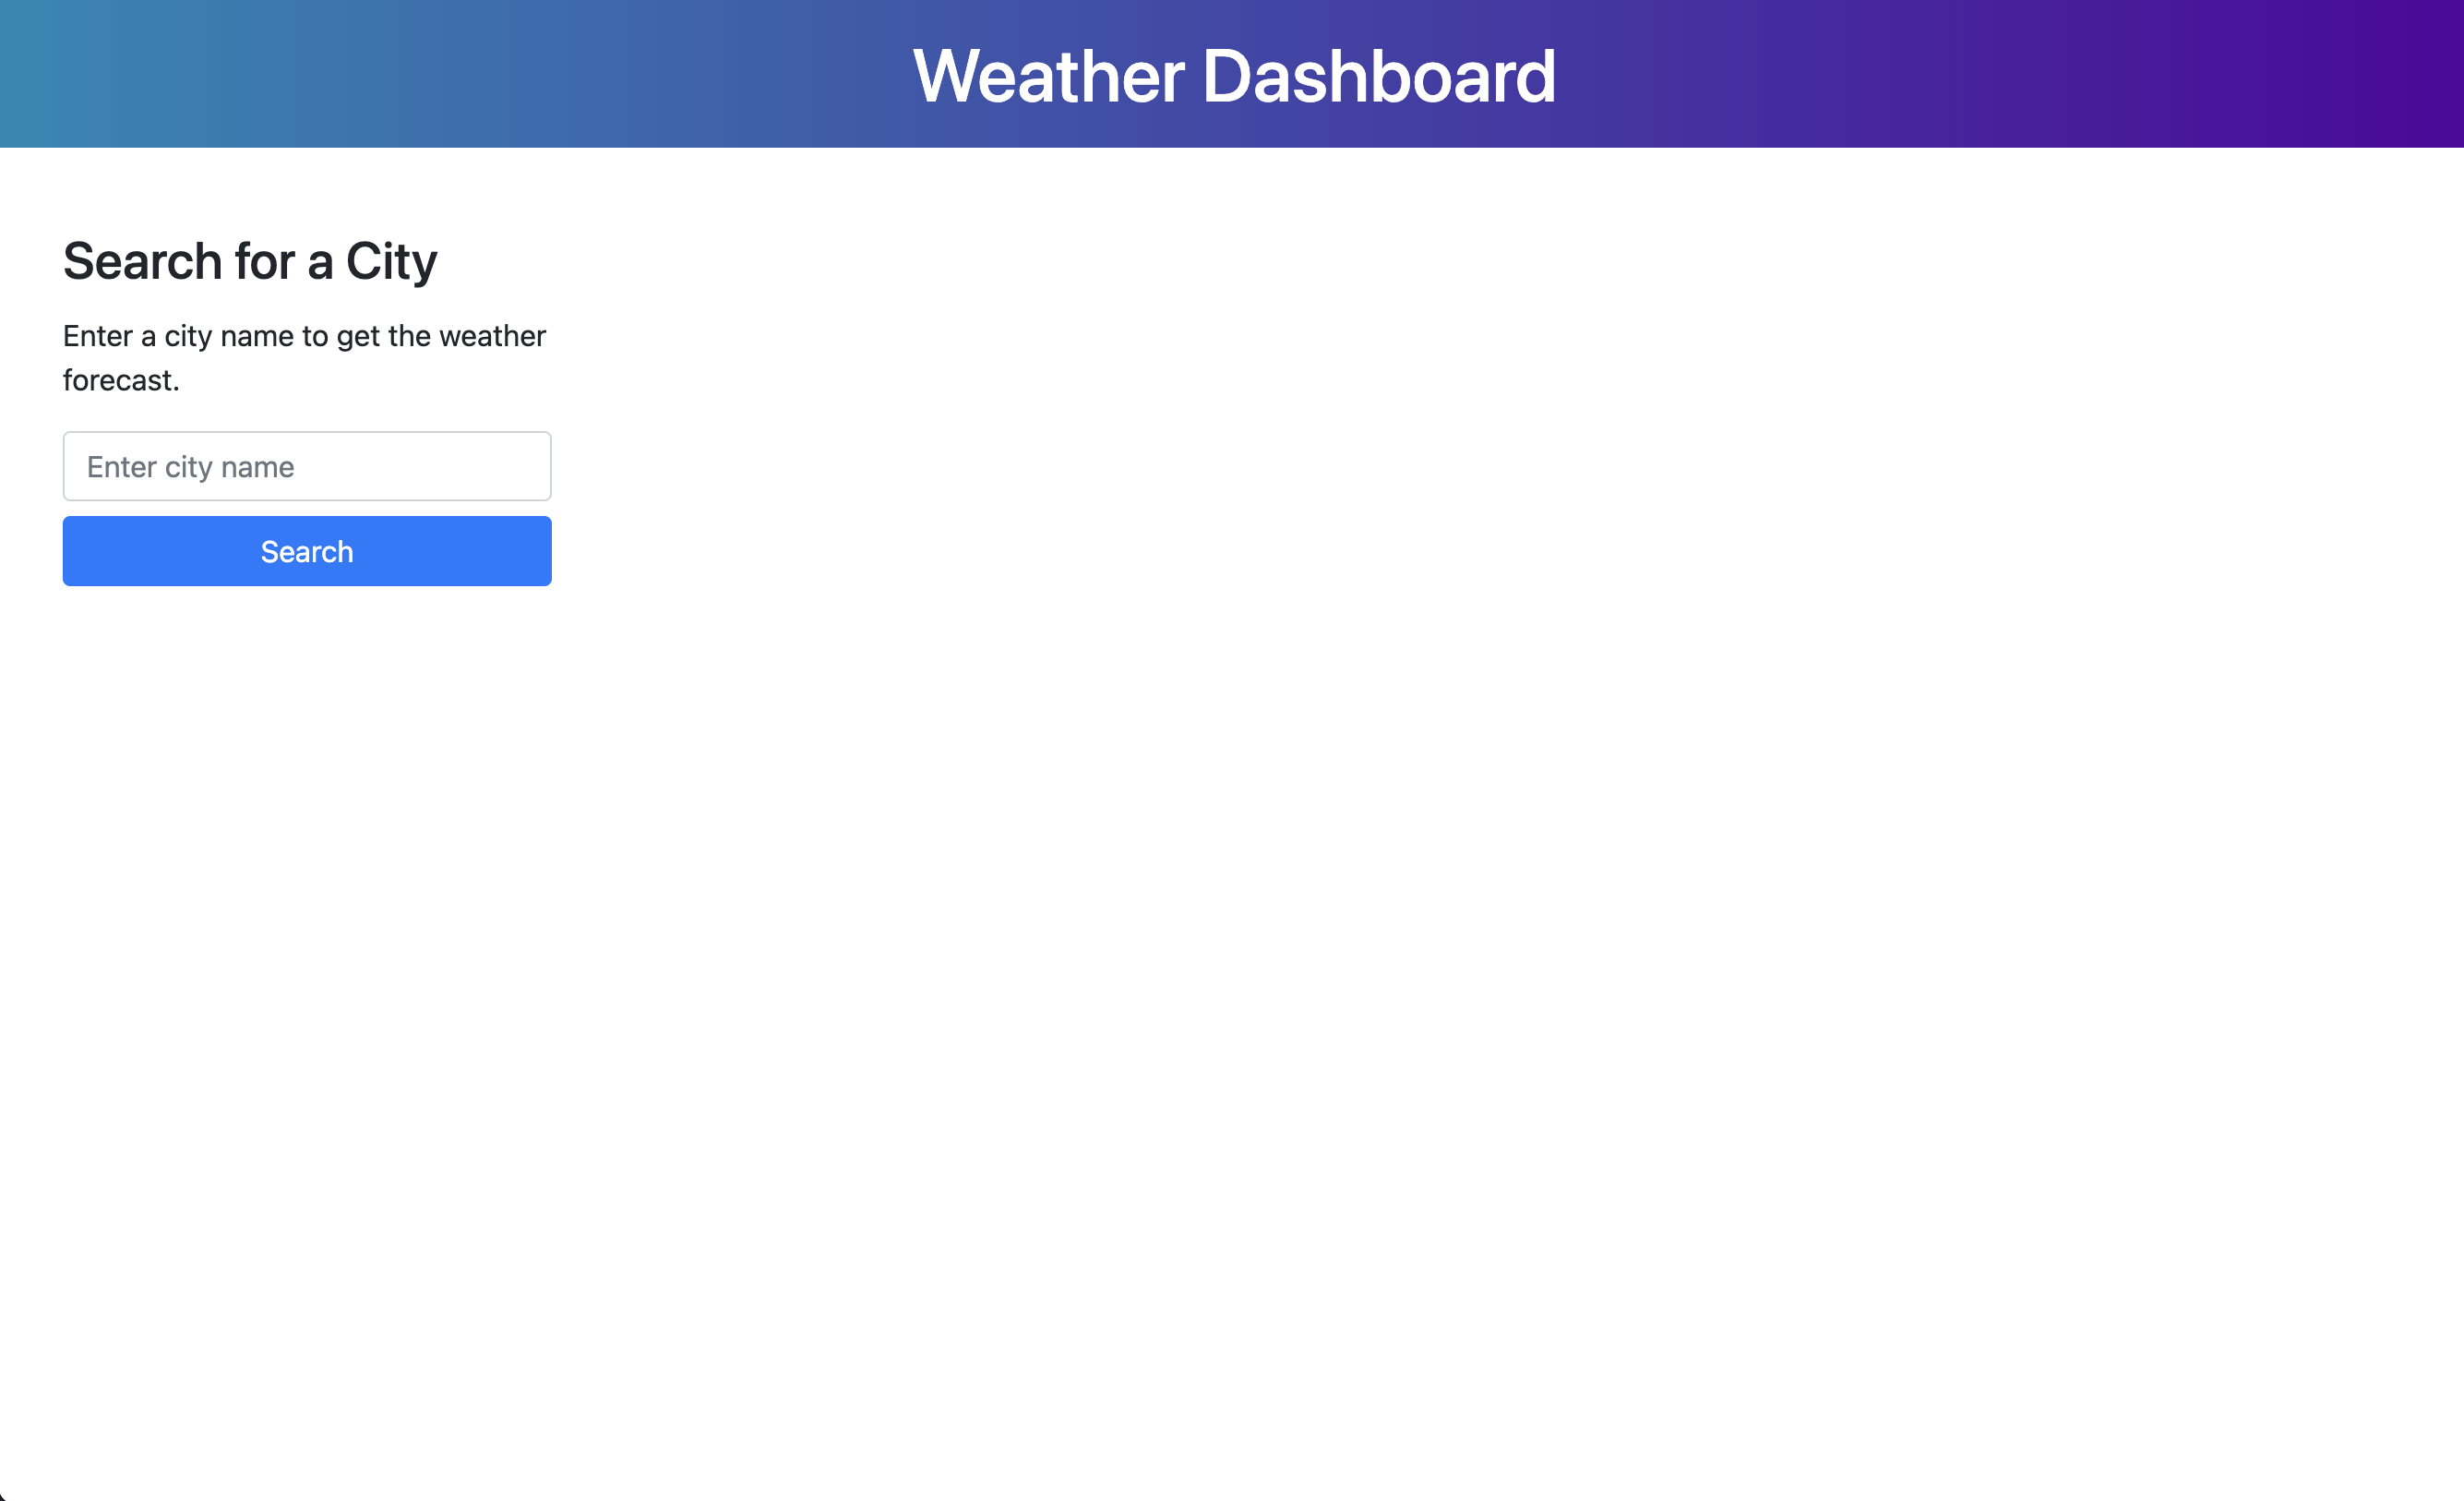 Weather Dashboard
Search for a City
Enter a city name to get the weather
forecast.
Enter city name
Search